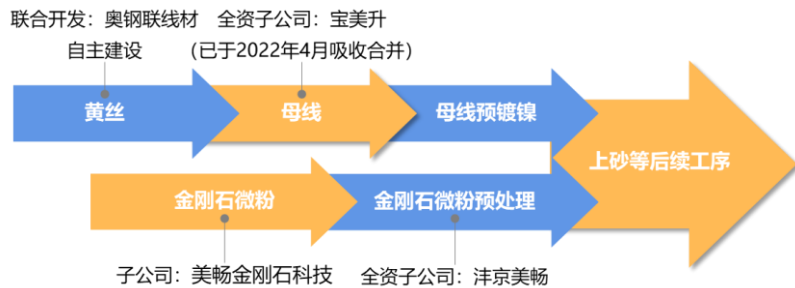 联合开发：奥钢联线材
自主建设
全资子公司：宝美升
（已于2022年4月吸收合并）
黄丝
母线
母线预镀镍
上砂等后续工序
金刚石微粉
金刚石微粉预处理
子公司：美畅金刚石科技
全资子公司：沣京美畅